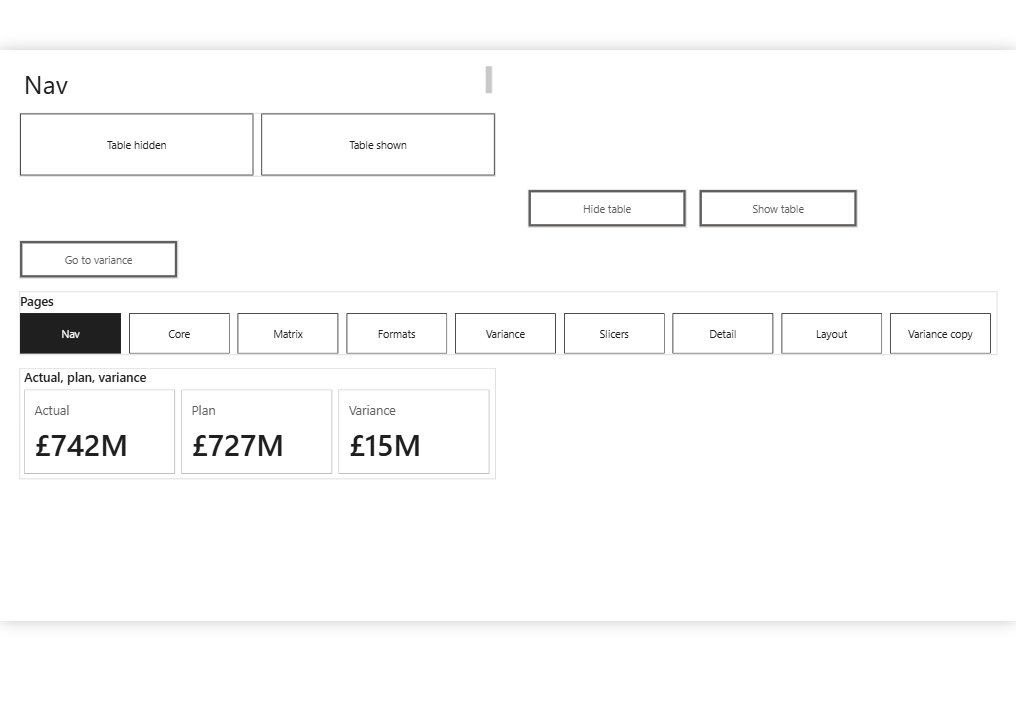 Nav
Table hidden
Table shown
Hide table
Show table
Go to variance
Pages
Nav
Core
Matrix
Formats
Variance
Slicers
Detail
Layout
Variance copy
Actual, plan, variance
Actual
Plan
Variance
£742M
£727M
£15M